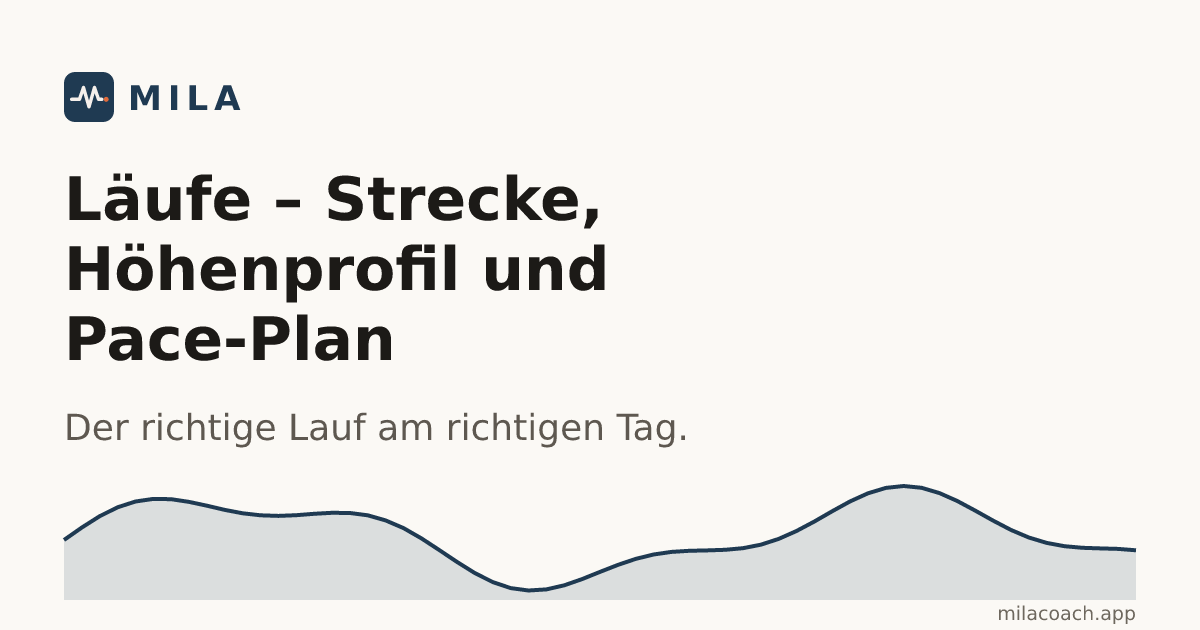 MILA
Läufe – Strecke,
Höhenprofil und
Pace-Plan
Der richtige Lauf am richtigen Tag.
milacoach.app